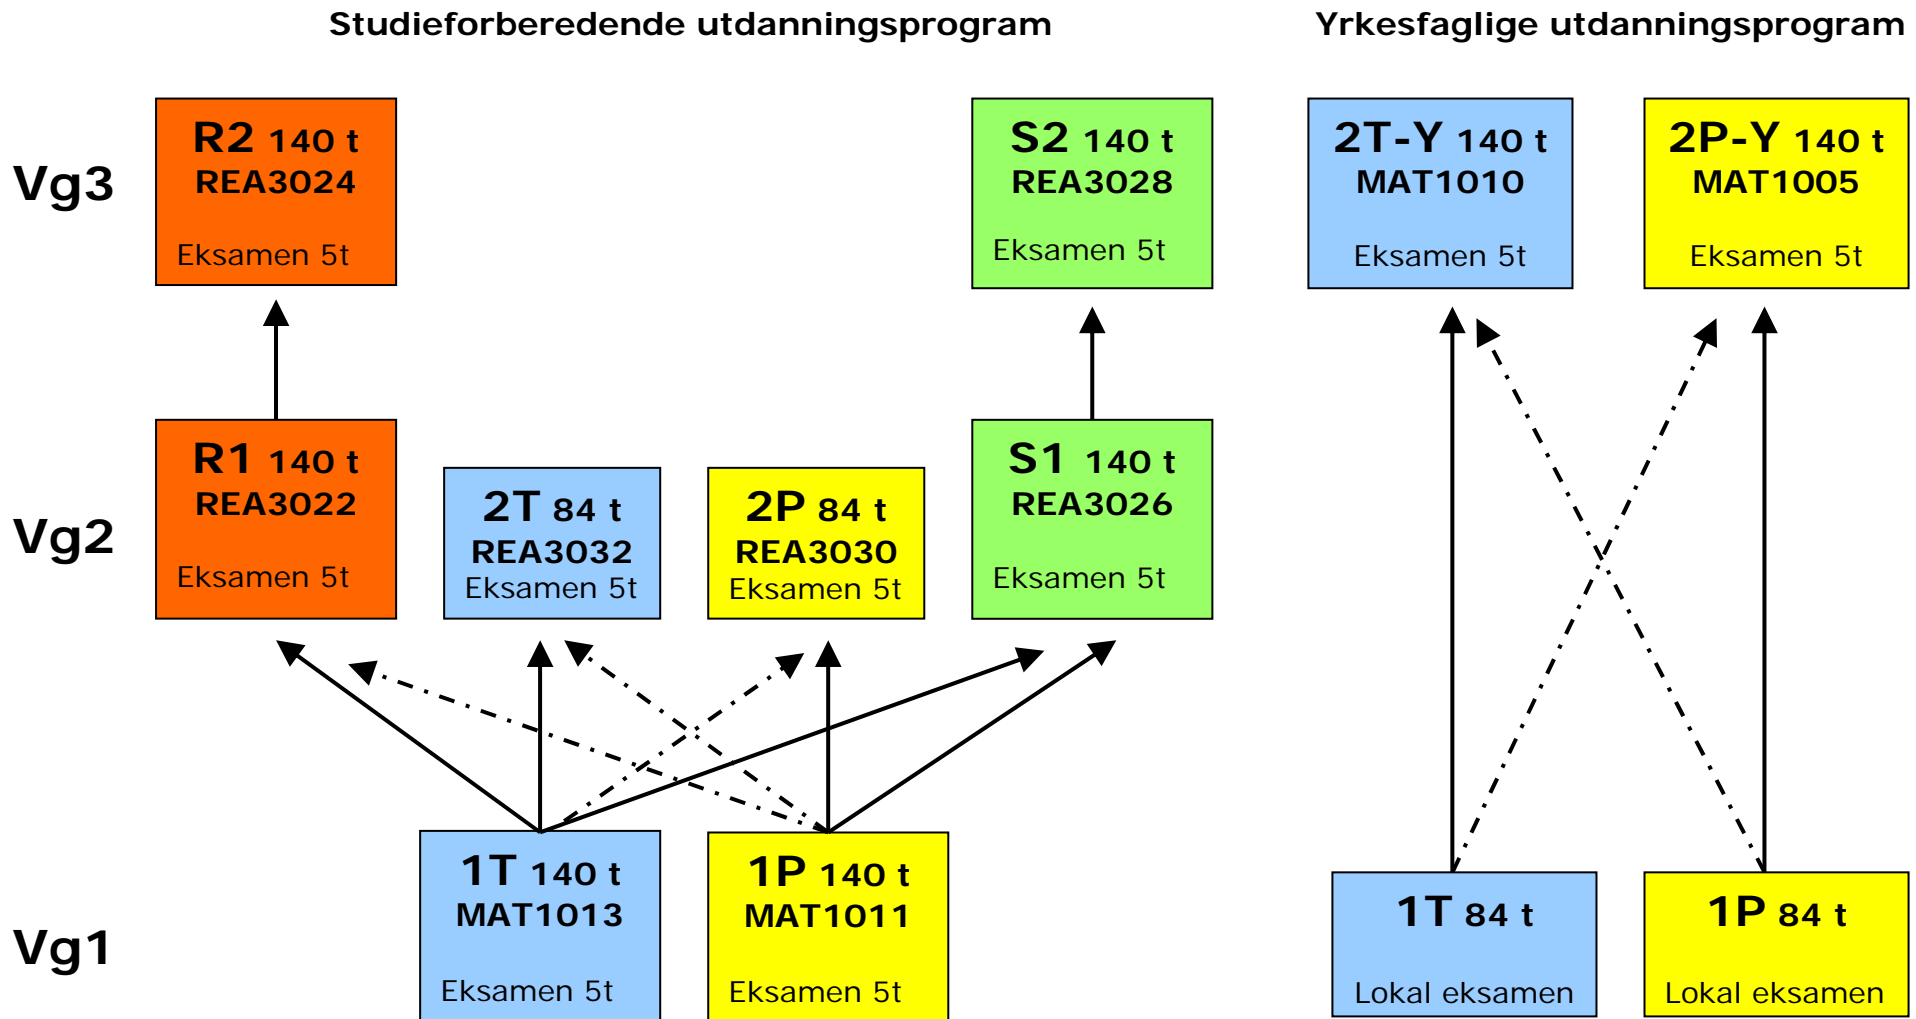 Studieforberedende utdanningsprogram
Yrkesfaglige utdanningsprogram
Vg3
R2 140 t
REA3024
Eksamen 5t
S2 140 t
REA3028
Eksamen 5t
2T-Y 140 t
MAT1010
Eksamen 5t
2P-Y 140 t
MAT1005
Eksamen 5t
Vg2
R1 140 t
REA3022
Eksamen 5t
2T 84 t
REA3032
Eksamen 5t
2P 84 t
REA3030
Eksamen 5t
S1 140 t
REA3026
Eksamen 5t
Vg1
1T 140 t
MAT1013
Eksamen 5t
1P 140 t
MAT1011
Eksamen 5t
1T 84 t
Lokal eksamen
1P 84 t
Lokal eksamen